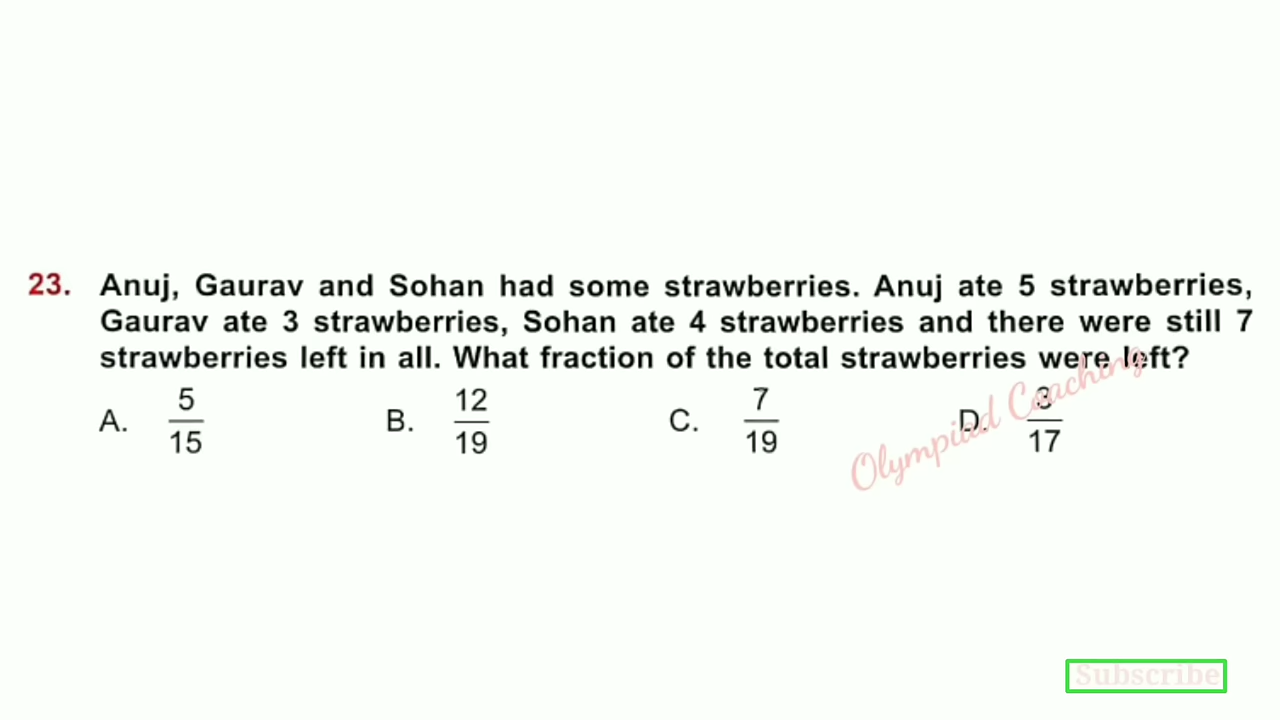 23. Anuj, Gaurav and Sohan had some strawberries. Anuj ate 5 strawberries,
Gaurav ate 3 strawberries, Sohan ate 4 strawberries and there were still 7
strawberries left in all. What fraction of the total strawberries were left?
A. 5/15 B. 12/19 C. 7/19 D. 3/17
Olympiad Coaching
Subscribe